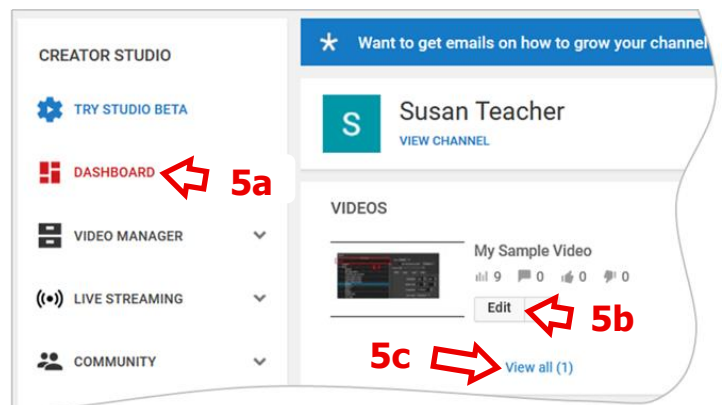 CREATOR STUDIO
TRY STUDIO BETA
DASHBOARD
5a
VIDEO MANAGER
LIVE STREAMING
COMMUNITY
Want to get emails on how to grow your channel
S
Susan Teacher
VIEW CHANNEL
VIDEOS
My Sample Video
9 0 0 0
Edit
5b
5c
View all (1)